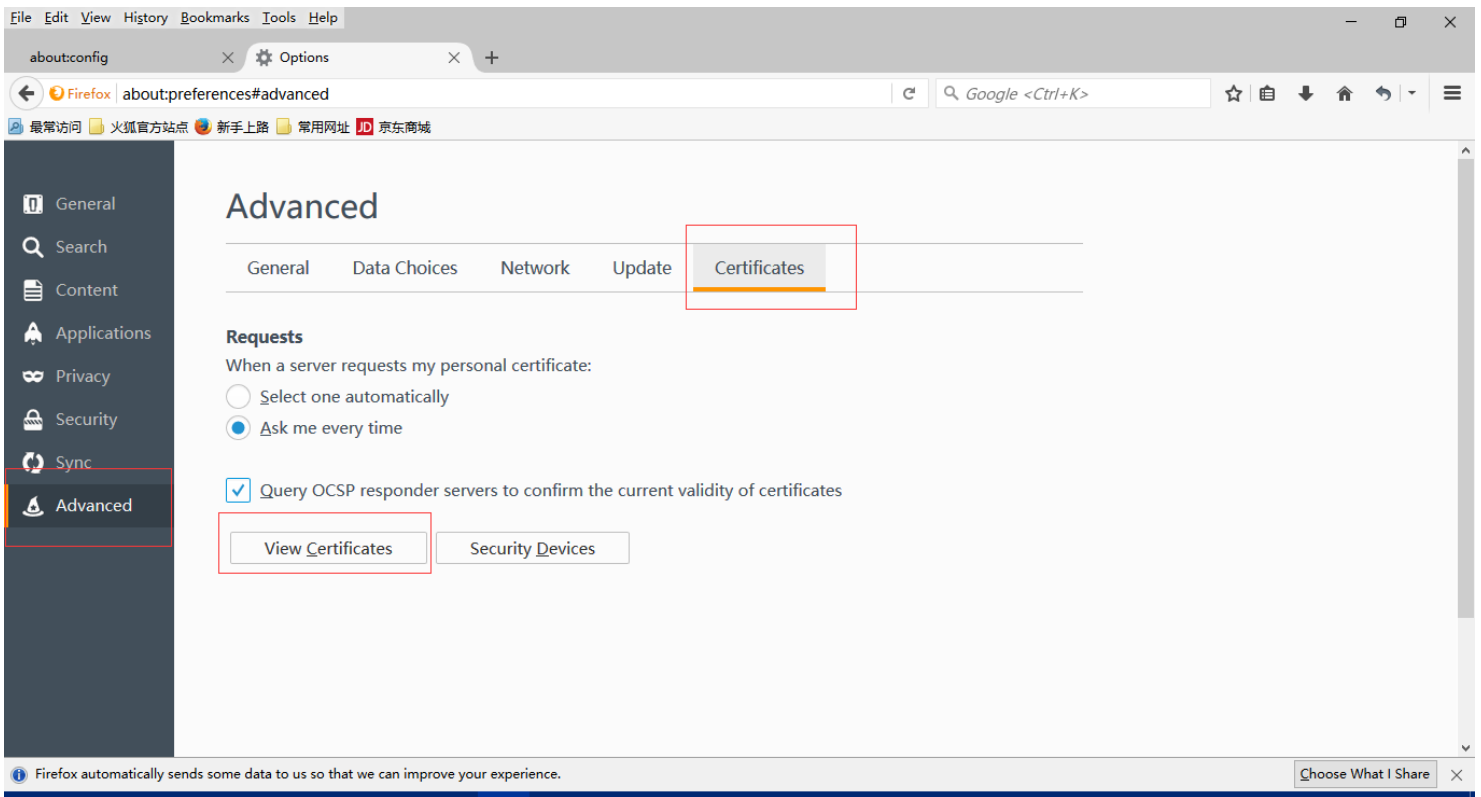 File Edit View History Bookmarks Tools Help
about:config
Options
Firefox about:preferences#advanced
Google <Ctrl+K>
最常访问 火狐官方站点 新手上路 常用网址 JD 京东商城
General
Search
Content
Applications
Privacy
Security
Sync
Advanced
Advanced
General Data Choices Network Update Certificates
Requests
When a server requests my personal certificate:
Select one automatically
Ask me every time
Query OCSP responder servers to confirm the current validity of certificates
View Certificates Security Devices
Firefox automatically sends some data to us so that we can improve your experience.
Choose What I Share